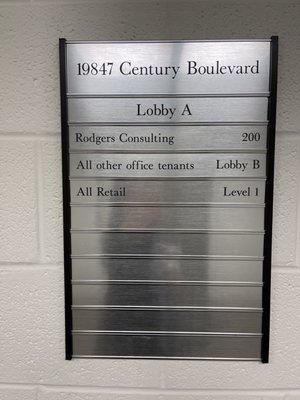 19847 Century Boulevard
Lobby A
Rodgers Consulting 200
All other office tenants Lobby B
All Retail Level 1